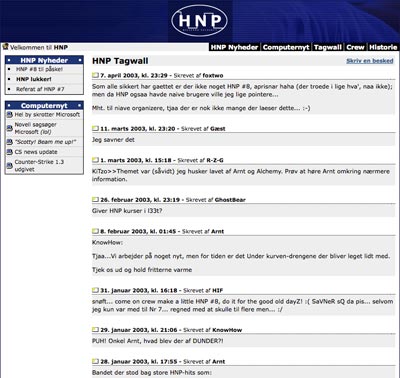 HNP
Velkommen til HNP
HNP Nyheder Computernyt Tagwall Crew Historie
HNP Nyheder
HNP #8 til påske!
HNP lukker!
Referat af HNP #7
Computernyt
Hel by skrotter Microsoft
Novell sagsøger
Microsoft (lol)
"Scotty! Beam me up!"
CS news update
Counter-Strike 1.3
udgivet
HNP Tagwall
Skriv en besked
7. april 2003, kl. 23:29 - Skrevet af foxtwo
Som alle sikkert har gættet er der ikke noget HNP #8, aprisnar haha (der troede i lige hva', naa ikke);
men da HNP ogsaa havde naive brugere ville jeg lige pointere...
Mht. til niave organizere, tjaa der er nok ikke mange der laeser dette... :-)
11. marts 2003, kl. 23:20 - Skrevet af Gæst
Jeg savner det
1. marts 2003, kl. 15:18 - Skrevet af R-Z-G
KiTzo>>Themeli var (såvidt) jeg husker lavet af Arnt og Alchemy. Prøv at høre Arnt omkring nærmere
information.
26. februar 2003, kl. 23:19 - Skrevet af GhostBear
Giver HNP kurser i l33t?
8. februar 2003, kl. 01:45 - Skrevet af Arnt
KnowHow:
Tjaa...Vi arbejder på noget nyt, men for tiden er det Under kurven-drengene der bliver leget lidt med.
Tjek os ud og hold fritterne varme
31. januar 2003, kl. 16:18 - Skrevet af HIF
snøft... come on crew make a little HNP #8, do it for the good old dayZ! :( SaVNeR sQ da pis... selvom
jeg kun var med til Nr 7... regned med at skulle til flere men... :/
29. januar 2003, kl. 21:06 - Skrevet af KnowHow
PUH! Onkel Arnt, hvad blev der af DUNDER?!
28. januar 2003, kl. 17:55 - Skrevet af Arnt
Bandet der stod bag store HNP-hits som: